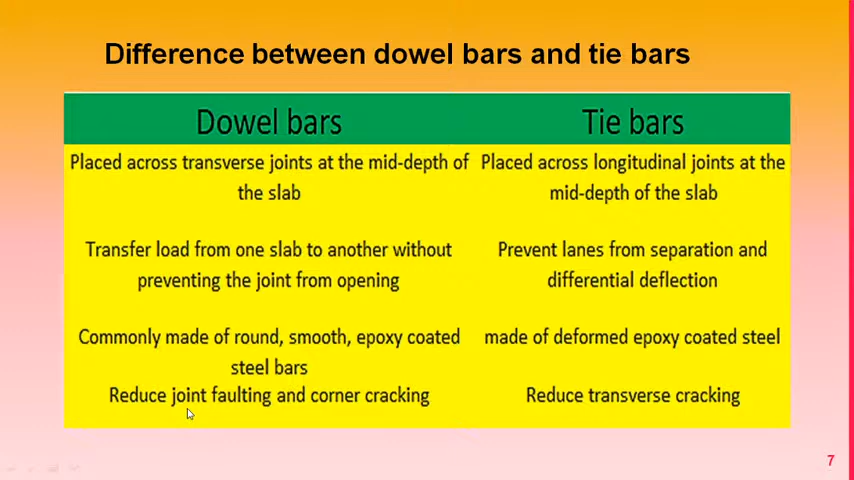 Difference between dowel bars and tie bars
Dowel bars
Tie bars
Placed across transverse joints at the mid-depth of
the slab
Placed across longitudinal joints at the
mid-depth of the slab
Transfer load from one slab to another without
preventing the joint from opening
Prevent lanes from separation and
differential deflection
Commonly made of round, smooth, epoxy coated
steel bars
made of deformed epoxy coated steel
Reduce joint faulting and corner cracking
Reduce transverse cracking
7